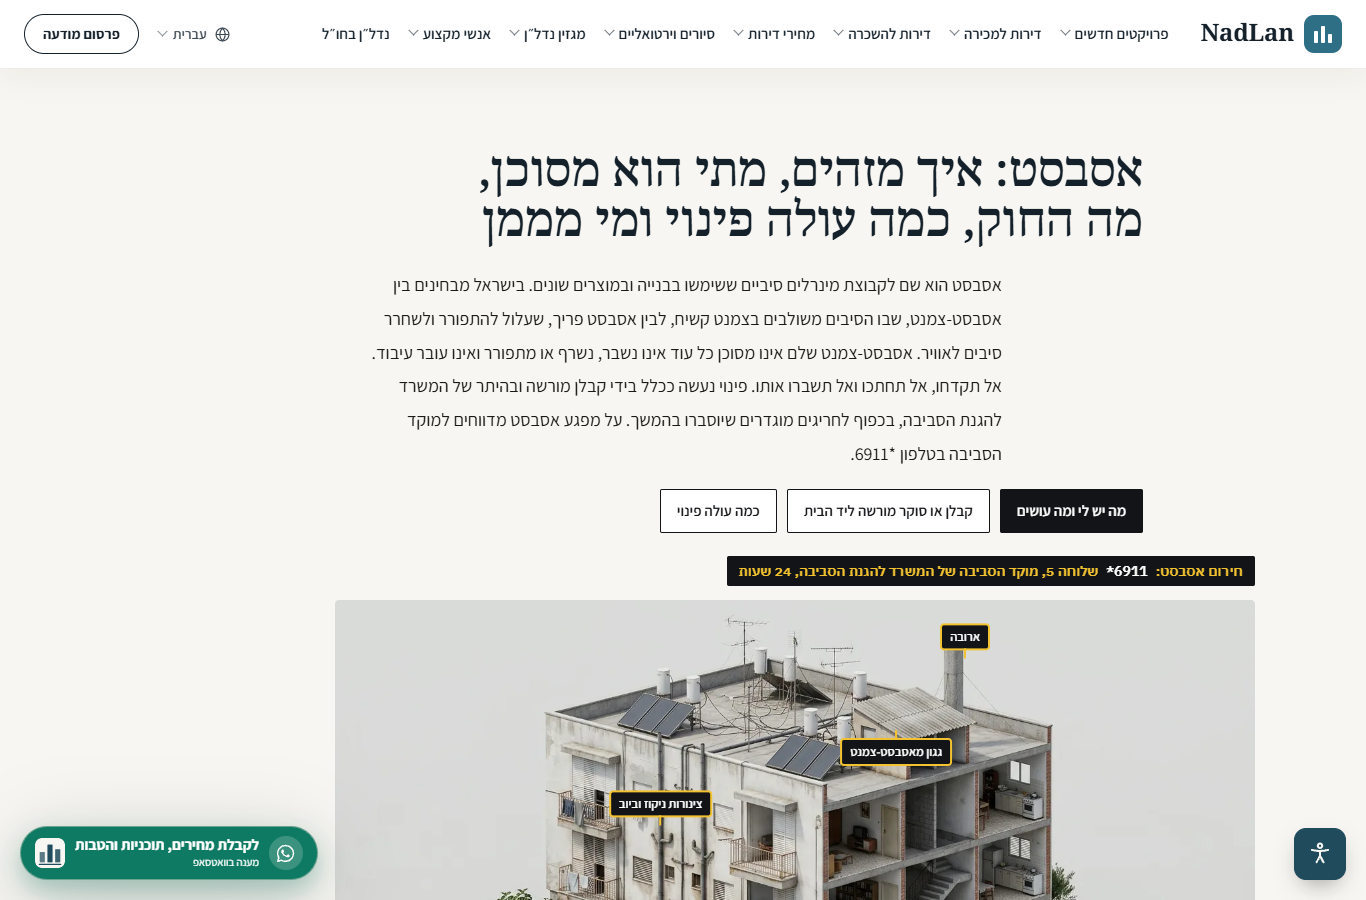 NadLan
פרויקטים חדשים
דירות למכירה
דירות להשכרה
מחירי דירות
סיורים וירטואליים
מגזין נדל״ן
אנשי מקצוע
נדל״ן בחו״ל
עברית
פרסום מודעה
אסבסט: איך מזהים, מתי הוא מסוכן,
מה החוק, כמה עולה פינוי ומי מממן
אסבסט הוא שם לקבוצת מינרלים סיביים ששימשו בבנייה ובמוצרים שונים. בישראל מבחינים בין
אסבסט-צמנט, שבו הסיבים משולבים בצמנט קשיח, לבין אסבסט פריך, שעלול להתפורר ולשחרר
סיבים לאוויר. אסבסט-צמנט שלם אינו מסוכן כל עוד אינו נשבר, נשרף או מתפורר ואינו עובר עיבוד.
אל תקדחו, אל תחתכו ואל תשברו אותו. פינוי נעשה ככלל בידי קבלן מורשה ובהיתר של המשרד
להגנת הסביבה, בכפוף לחריגים מוגדרים שיוסברו בהמשך. על מפגע אסבסט מדווחים למוקד
הסביבה בטלפון *6911.
מה יש לי ומה עושים
קבלן או סוקר מורשה ליד הבית
כמה עולה פינוי
חירום אסבסט: *6911 שלוחה 5, מוקד הסביבה של המשרד להגנת הסביבה, 24 שעות
ארובה
גגון מאסבסט-צמנט
צינורות ניקוז וביוב
לקבלת מחירים, תוכניות והטבות
מענה בוואטסאפ